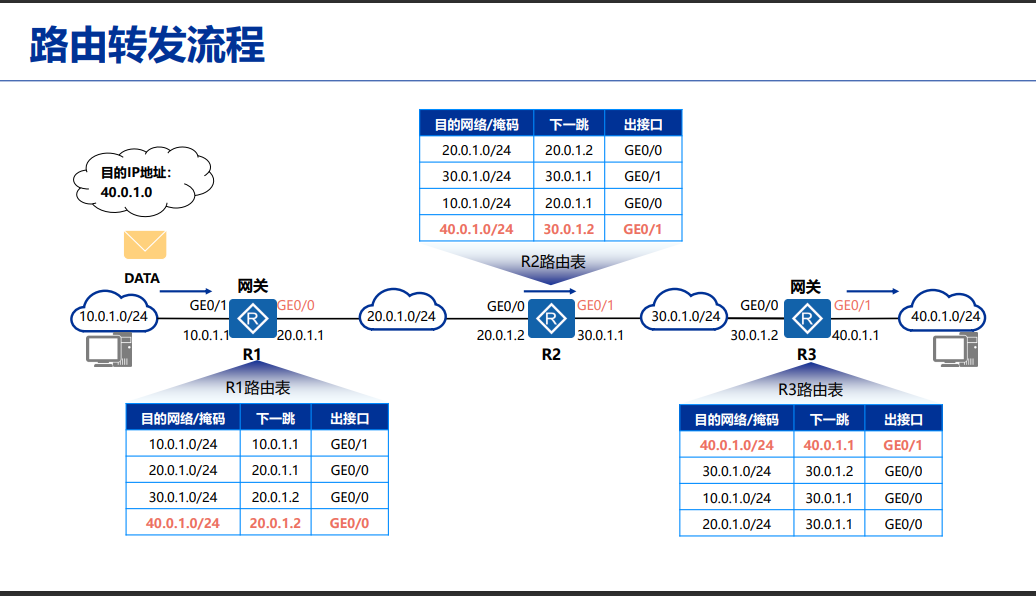 路由转发流程
目的网络/掩码 下一跳 出接口
20.0.1.0/24 20.0.1.2 GE0/0
30.0.1.0/24 30.0.1.1 GE0/1
10.0.1.0/24 20.0.1.1 GE0/0
40.0.1.0/24 30.0.1.2 GE0/1
R2路由表
目的IP地址：
40.0.1.0
DATA
网关
网关
GE0/1
GE0/0
GE0/0
GE0/1
GE0/0
GE0/1
10.0.1.0/24
R
20.0.1.0/24
R
30.0.1.0/24
R
40.0.1.0/24
10.0.1.1
20.0.1.1
20.0.1.2
30.0.1.1
30.0.1.2
40.0.1.1
R1
R2
R3
R1路由表
目的网络/掩码 下一跳 出接口
10.0.1.0/24 10.0.1.1 GE0/1
20.0.1.0/24 20.0.1.1 GE0/0
30.0.1.0/24 20.0.1.2 GE0/0
40.0.1.0/24 20.0.1.2 GE0/0
R3路由表
目的网络/掩码 下一跳 出接口
40.0.1.0/24 40.0.1.1 GE0/1
30.0.1.0/24 30.0.1.2 GE0/0
10.0.1.0/24 30.0.1.1 GE0/0
20.0.1.0/24 30.0.1.1 GE0/0